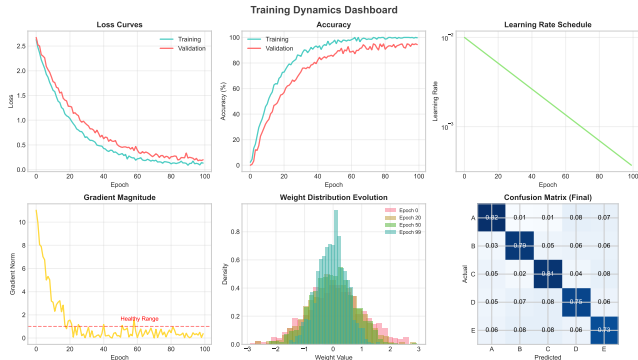 Training Dynamics Dashboard
Loss Curves
Training
Validation
2.5
2.0
1.5
1.0
0.5
0.0
0 20 40 60 80 100
Loss
Epoch
Accuracy
Training
Validation
100
80
60
40
20
0
20 40 60 80 100
Accuracy (%)
Epoch
Learning Rate Schedule
0 20 40 60 80 100
Learning Rate
Epoch
Gradient Magnitude
Healthy Range
10
8
6
4
2
0
0 20 40 60 80 100
Gradient Norm
Epoch
Weight Distribution Evolution
Epoch 0
Epoch 20
Epoch 50
Epoch 99
0.8
0.6
0.4
0.2
0.0
−3 −2 −1 0 1 2 3
Density
Weight Value
Confusion Matrix (Final)
A 0.01 0.01 0.08 0.07
B 0.03 0.79 0.05 0.06 0.06
C 0.05 0.02 0.81 0.04 0.08
D 0.05 0.04 0.08 0.06
E 0.06 0.08 0.08 0.06 0.73
A B C D E
Actual
Predicted